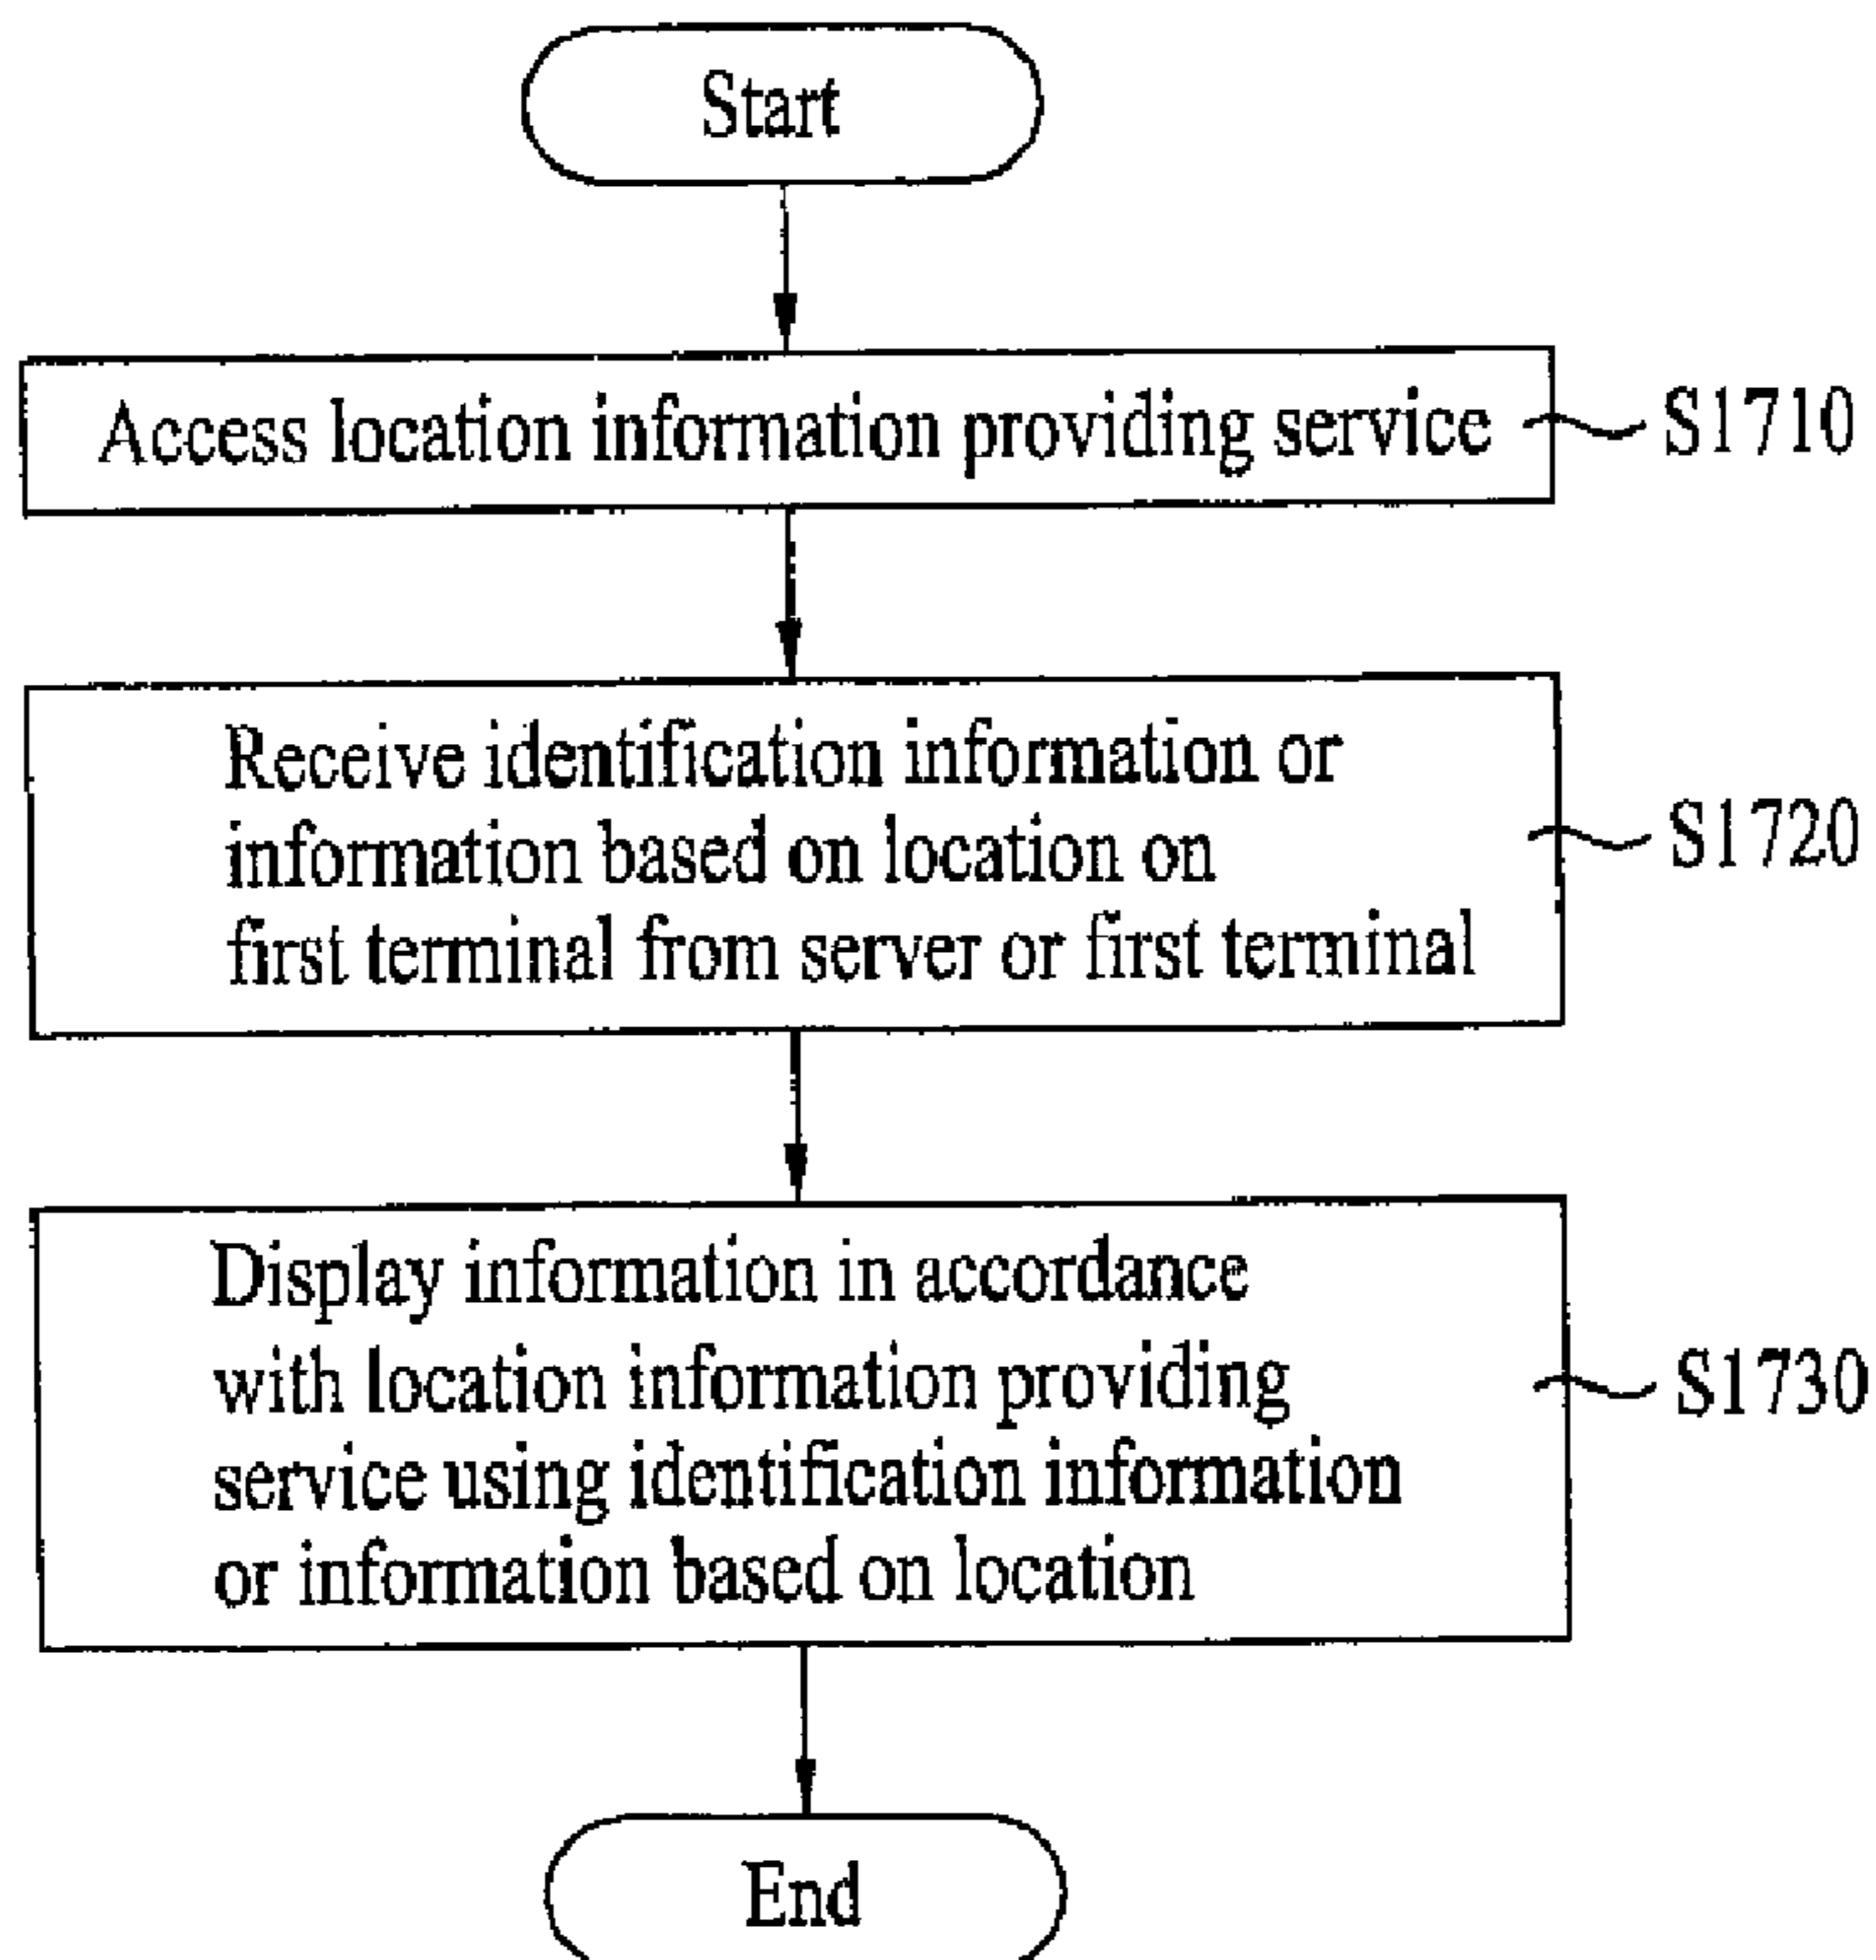 Start
Access location information providing service
S1710
Receive identification information or
information based on location on
first terminal from server or first terminal
S1720
Display information in accordance
with location information providing
service using identification information
or information based on location
S1730
End